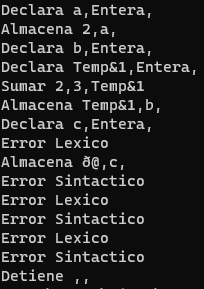 Declara a,Entera,
Almacena 2,a,
Declara b,Entera,
Declara Temp&1,Entera,
Sumar 2,3,Temp&1
Almacena Temp&1,b,
Declara c,Entera,
Error Lexico
Almacena ð@,c,
Error Sintactico
Error Lexico
Error Sintactico
Error Lexico
Error Sintactico
Detiene ,,